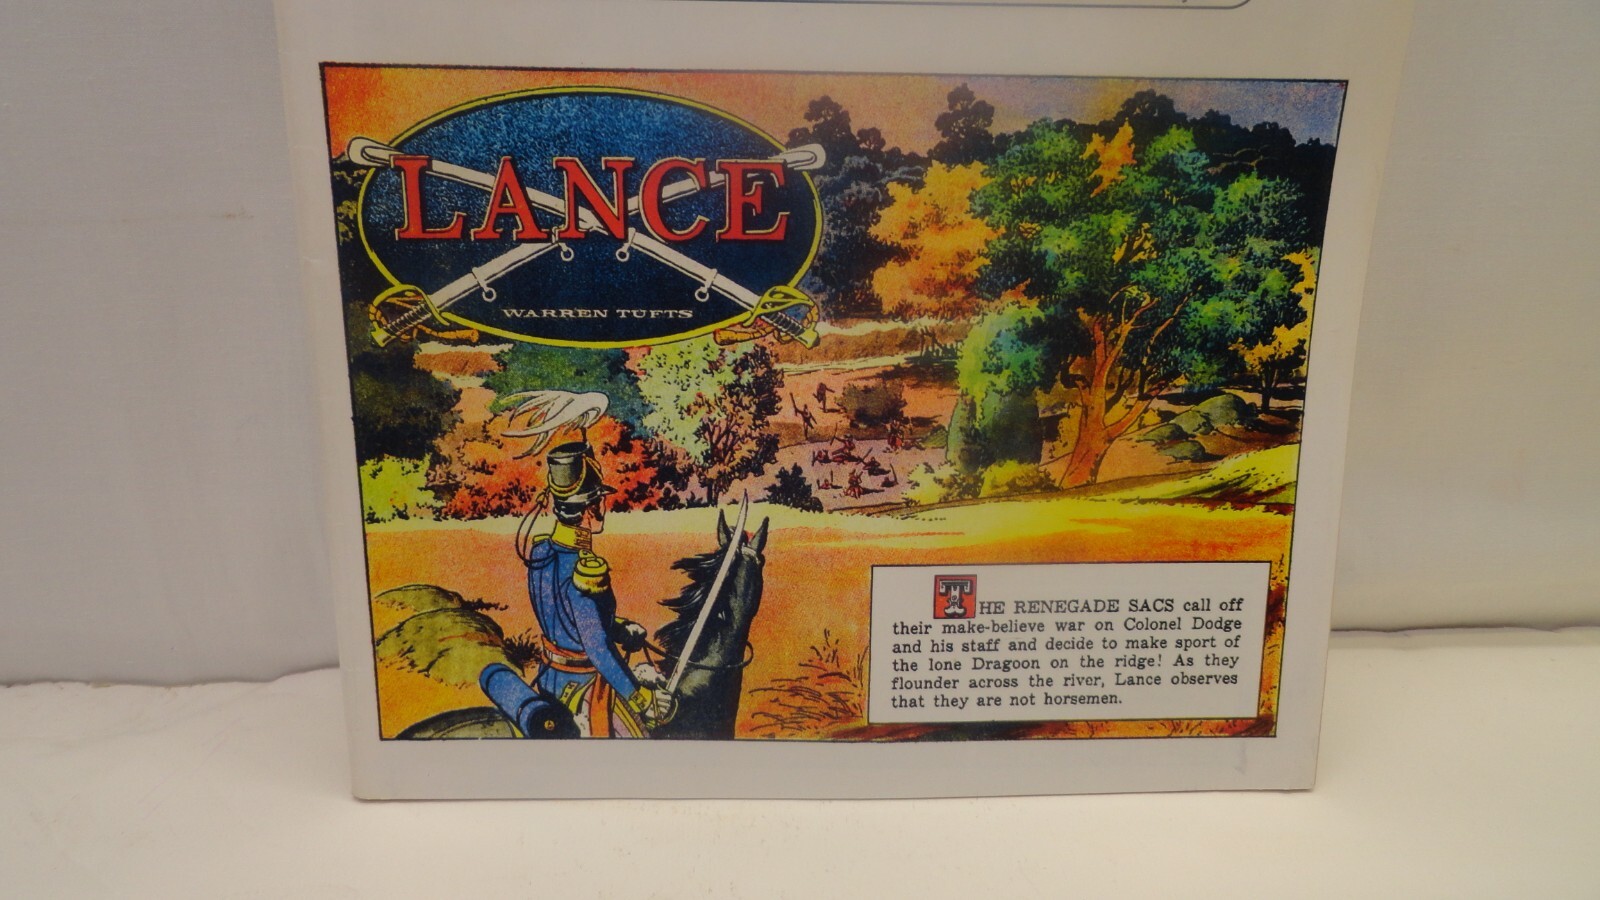 LANCE
WARREN TUFTS
THE RENEGADE SACS call off
their make-believe war on Colonel Dodge
and his staff and decide to make sport of
the lone Dragoon on the ridge! As they
flounder across the river, Lance observes
that they are not horsemen.